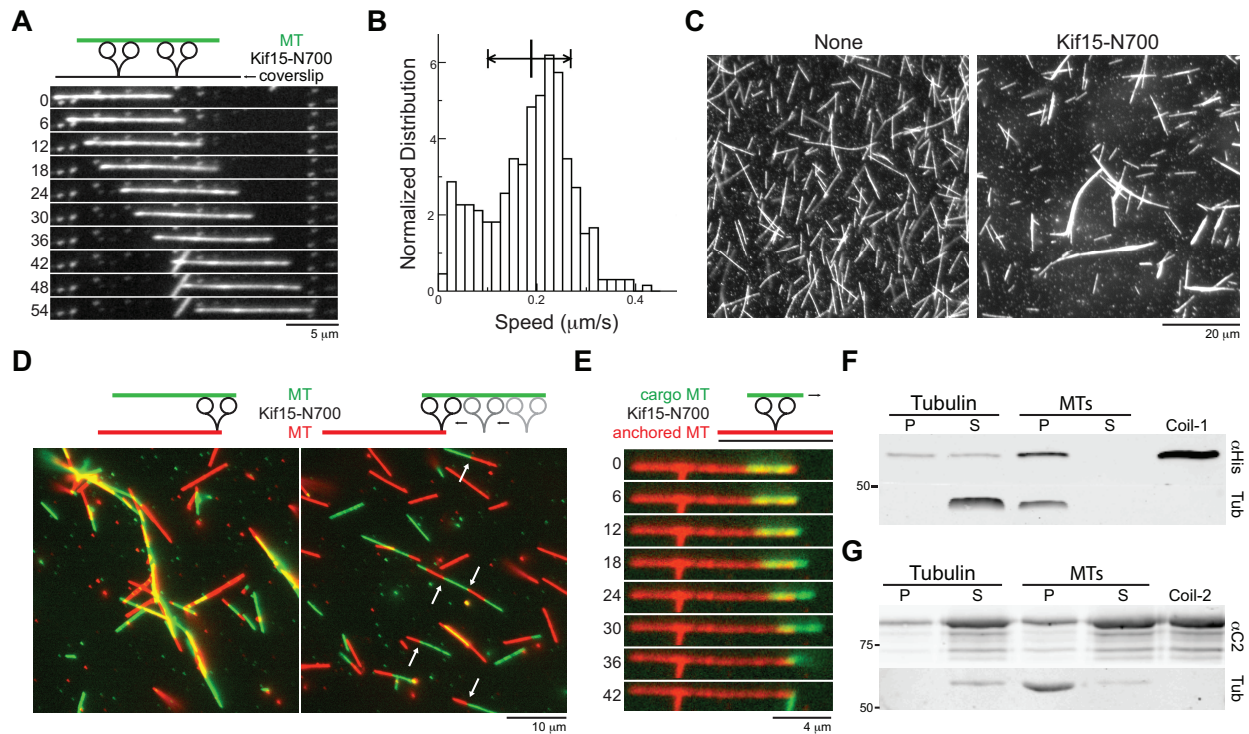 A
MT
Kif15-N700
←coverslip
0
6
12
18
24
30
36
42
48
54
5 μm
B
Normalized Distribution
6
4
2
0
0
0.2
0.4
Speed (μm/s)
C
None
Kif15-N700
20 μm
D
MT
Kif15-N700
MT
10 μm
E
cargo MT
Kif15-N700
anchored MT
0
6
12
18
24
30
36
42
4 μm
F
Tubulin
MTs
P
S
P
S
Coil-1
αHis
50
Tub
G
Tubulin
MTs
P
S
P
S
Coil-2
αC2
75
Tub
50